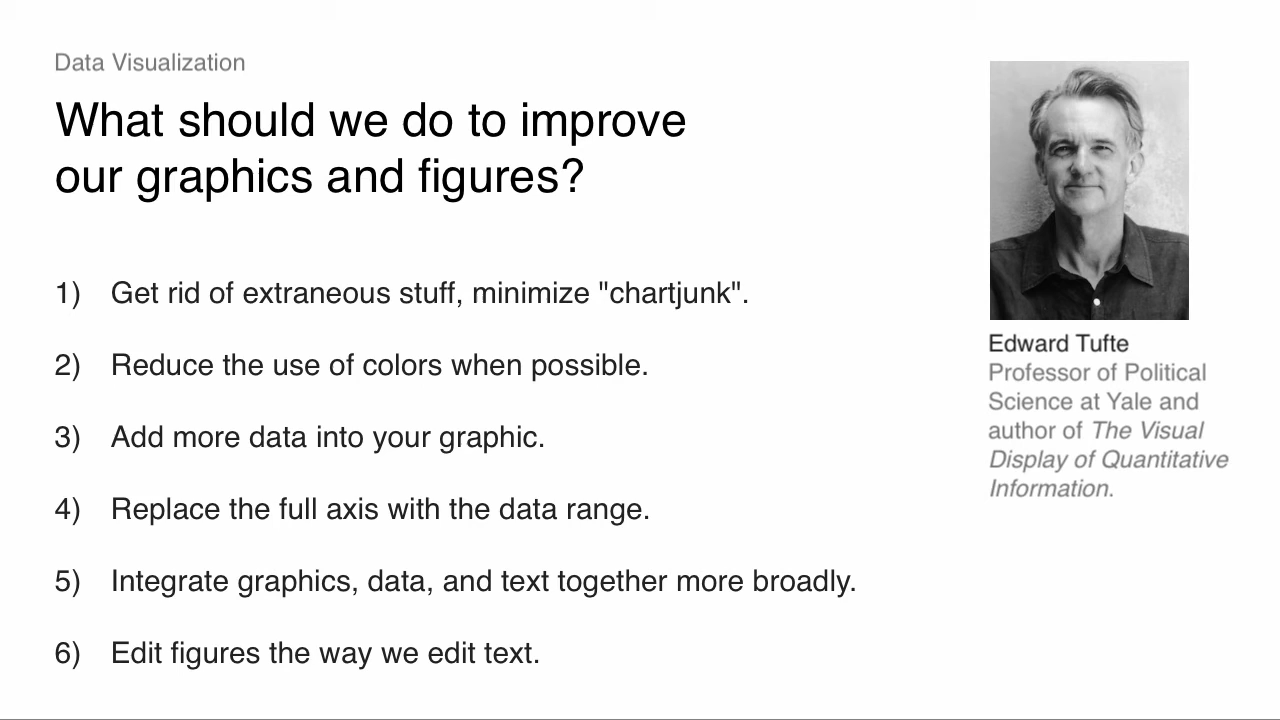 Data Visualization
What should we do to improve
our graphics and figures?
1) Get rid of extraneous stuff, minimize "chartjunk".
2) Reduce the use of colors when possible.
3) Add more data into your graphic.
4) Replace the full axis with the data range.
5) Integrate graphics, data, and text together more broadly.
6) Edit figures the way we edit text.
Edward Tufte
Professor of Political
Science at Yale and
author of The Visual
Display of Quantitative
Information.